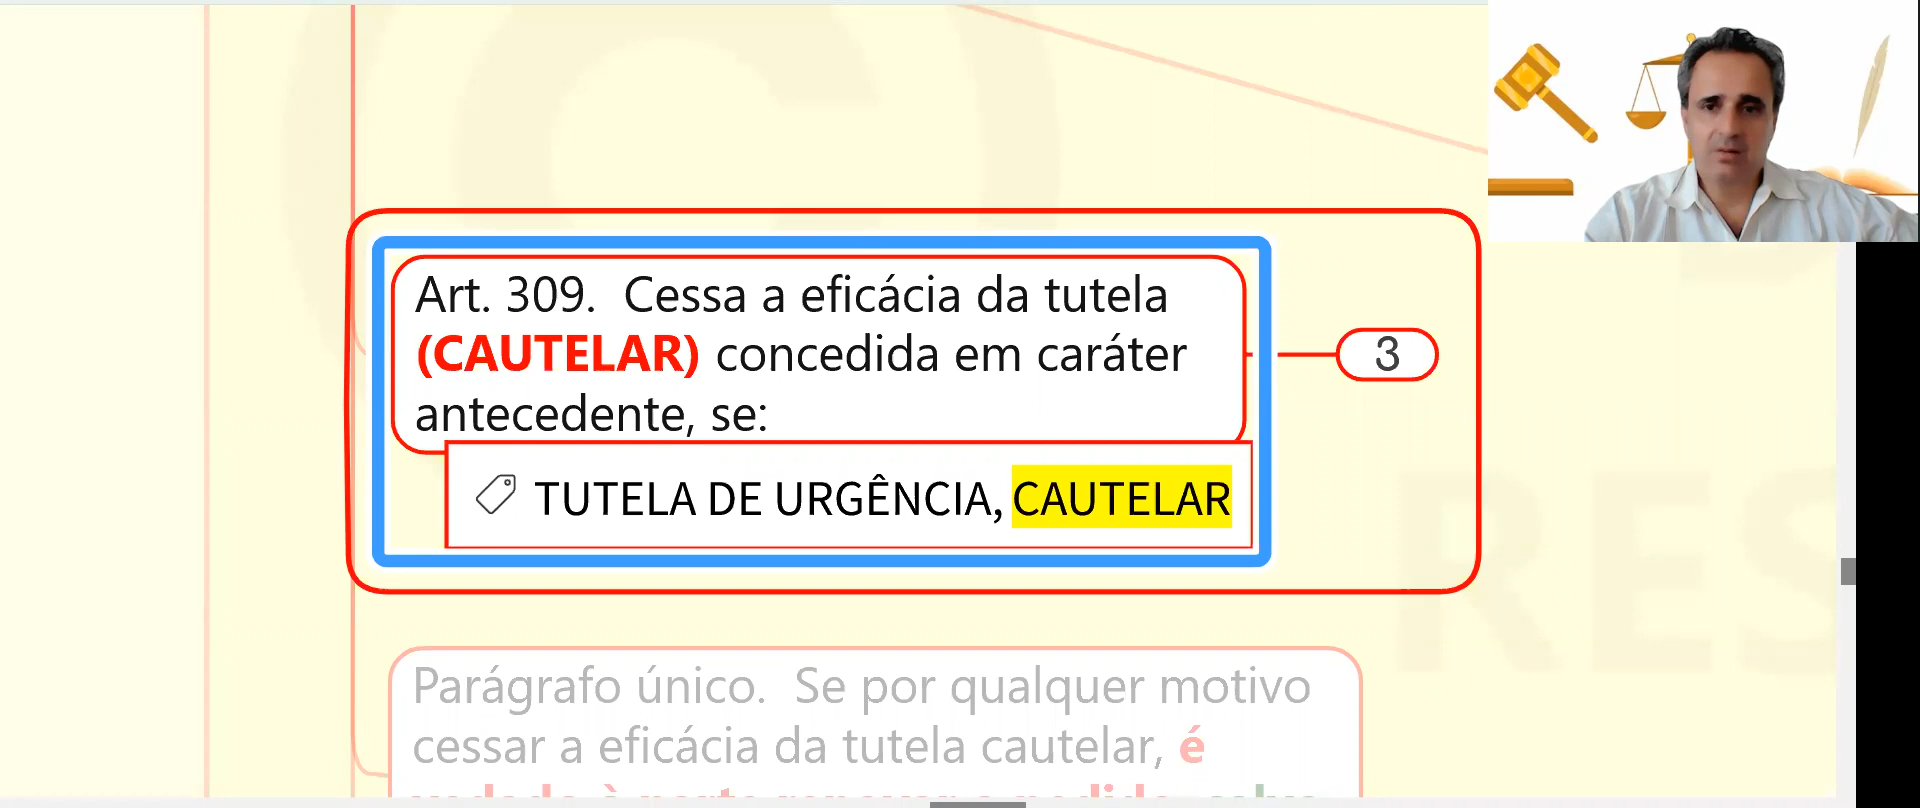 Art. 309.  Cessa a eficácia da tutela
(CAUTELAR) concedida em caráter
antecedente, se:
3
TUTELA DE URGÊNCIA, CAUTELAR
RES
Parágrafo único.  Se por qualquer motivo
cessar a eficácia da tutela cautelar, é